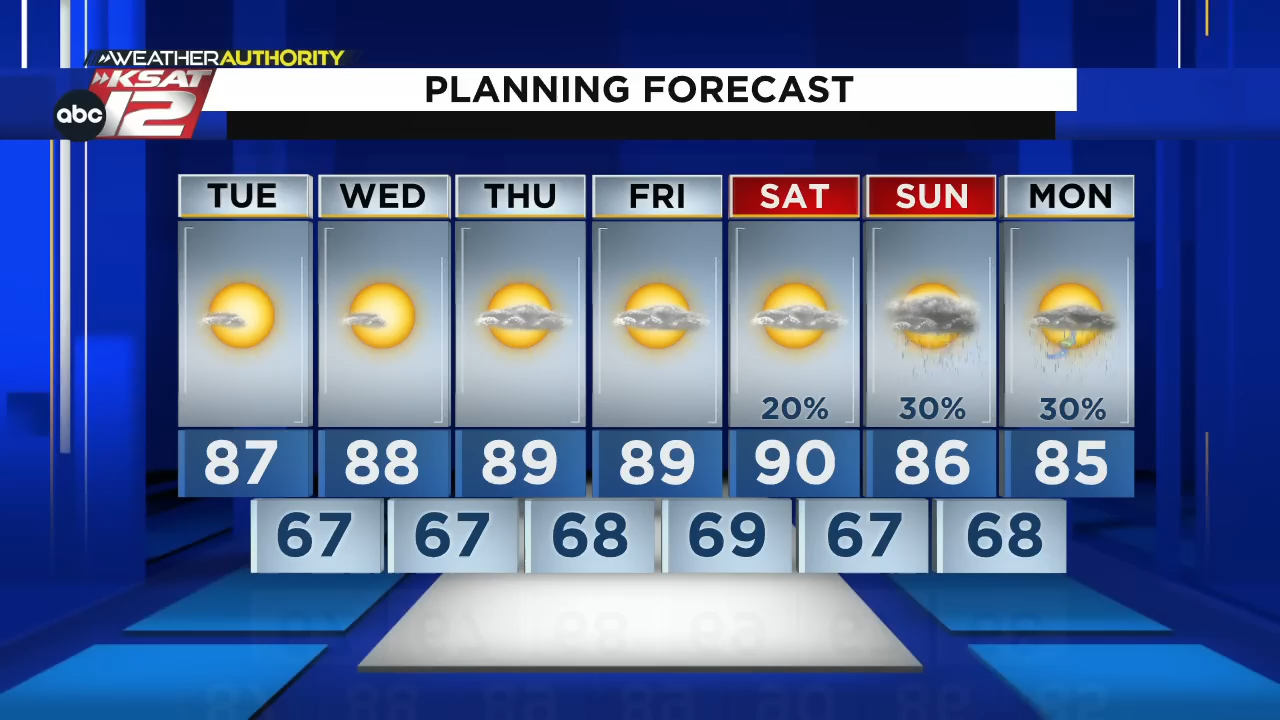 WEATHERAUTHORITY
KSAT
abc 12
PLANNING FORECAST
TUE WED THU FRI SAT SUN MON
20% 30% 30%
87 88 89 89 90 86 85
67 67 68 69 67 68